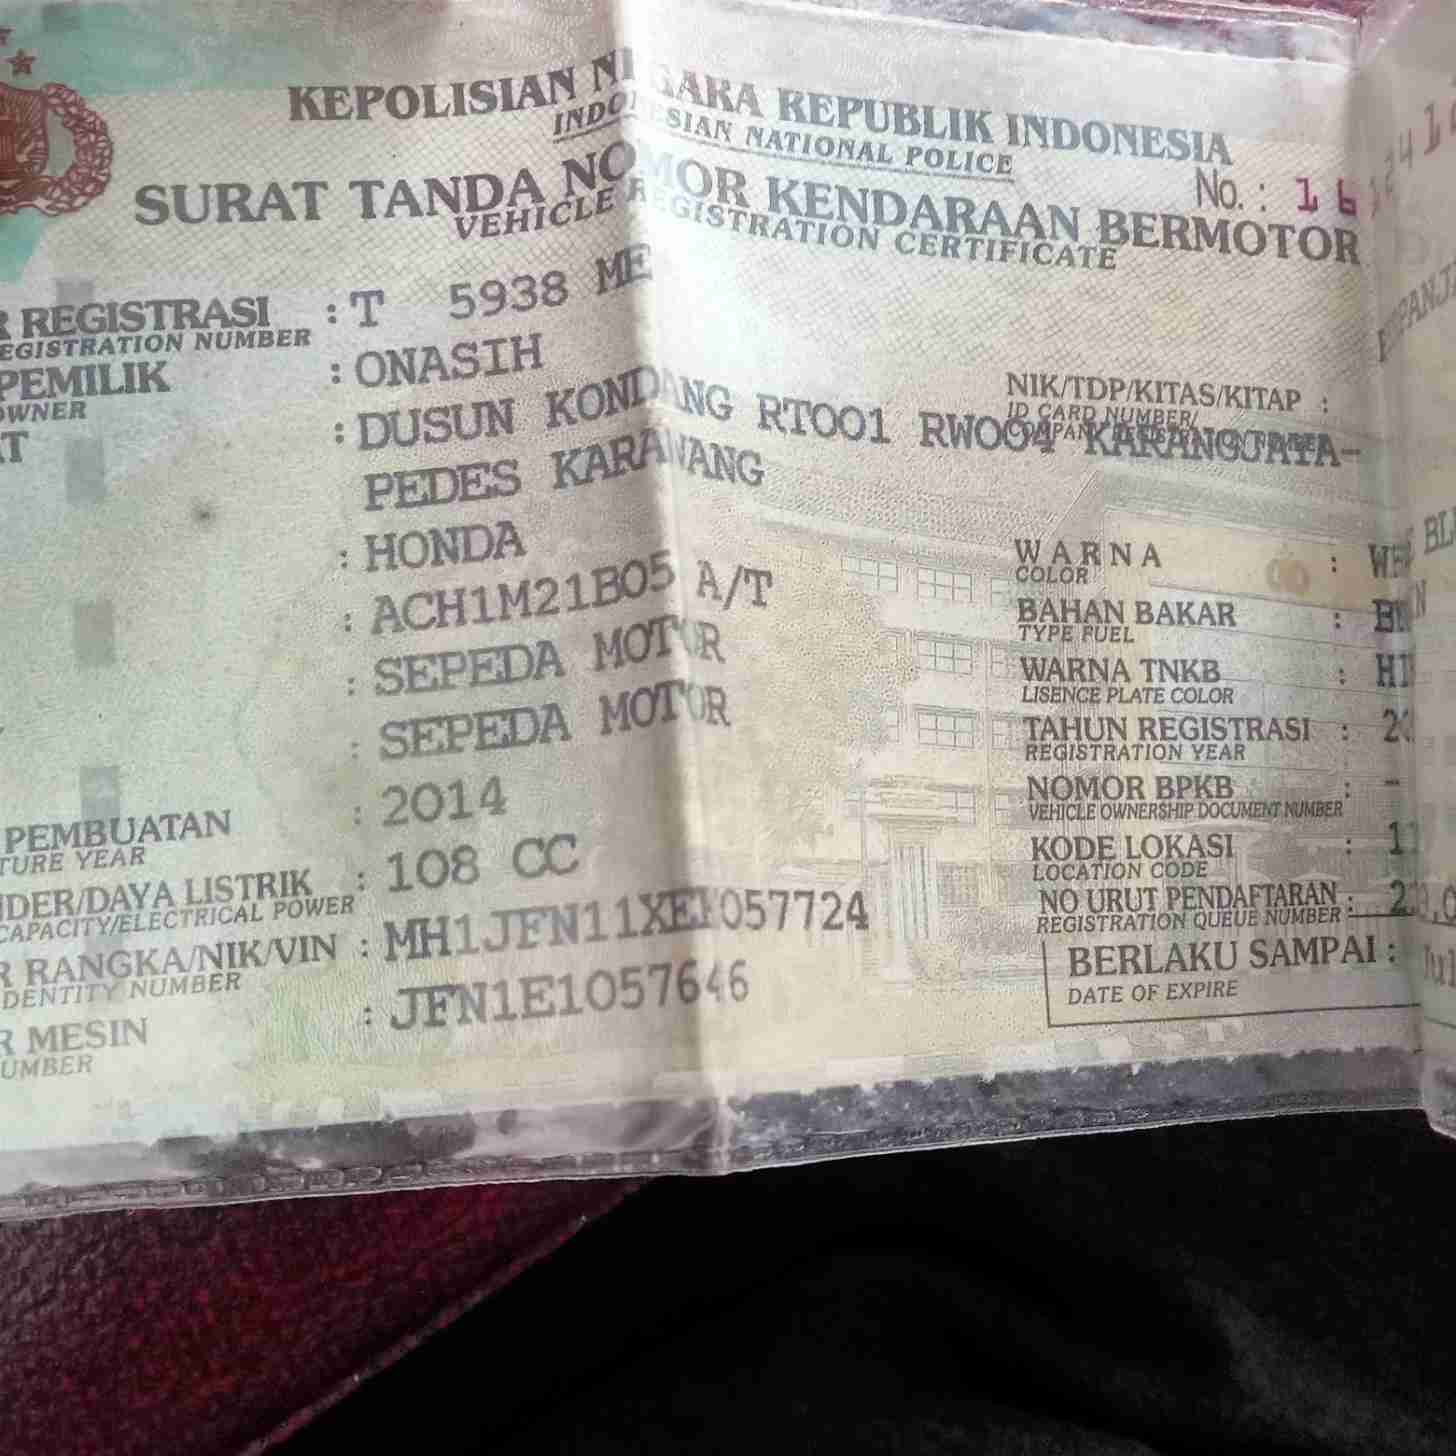 KEPOLISIAN NEGARA REPUBLIK INDONESIA
INDONESIAN NATIONAL POLICE
SURAT TANDA NOMOR KENDARAAN BERMOTOR
VEHICLE REGISTRATION CERTIFICATE
No. : 16
R REGISTRASI : T 5938 ME
EGISTRATION NUMBER
PEMILIK : ONASIH
OWNER
NIK/TDP/KITAS/KITAP :
ID CARD NUMBER/
AT : DUSUN KONDANG RT001 RW004 KARANGJAYA-
PEDES KARAWANG
: HONDA
: ACH1M21B05 A/T
: SEPEDA MOTOR
: SEPEDA MOTOR
PEMBUATAN : 2014
TURE YEAR
NDER/DAYA LISTRIK : 108 CC
CAPACITY/ELECTRICAL POWER
R RANGKA/NIK/VIN : MH1JFN11XEK057724
DENTITY NUMBER
R MESIN : JFN1E1057646
UMBER
WARNA :
COLOR
BAHAN BAKAR :
TYPE FUEL
WARNA TNKB :
LISENCE PLATE COLOR
TAHUN REGISTRASI : 20
REGISTRATION YEAR
NOMOR BPKB : -
VEHICLE OWNERSHIP DOCUMENT NUMBER
KODE LOKASI : 11
LOCATION CODE
NO URUT PENDAFTARAN :
REGISTRATION QUEUE NUMBER
BERLAKU SAMPAI :
DATE OF EXPIRE